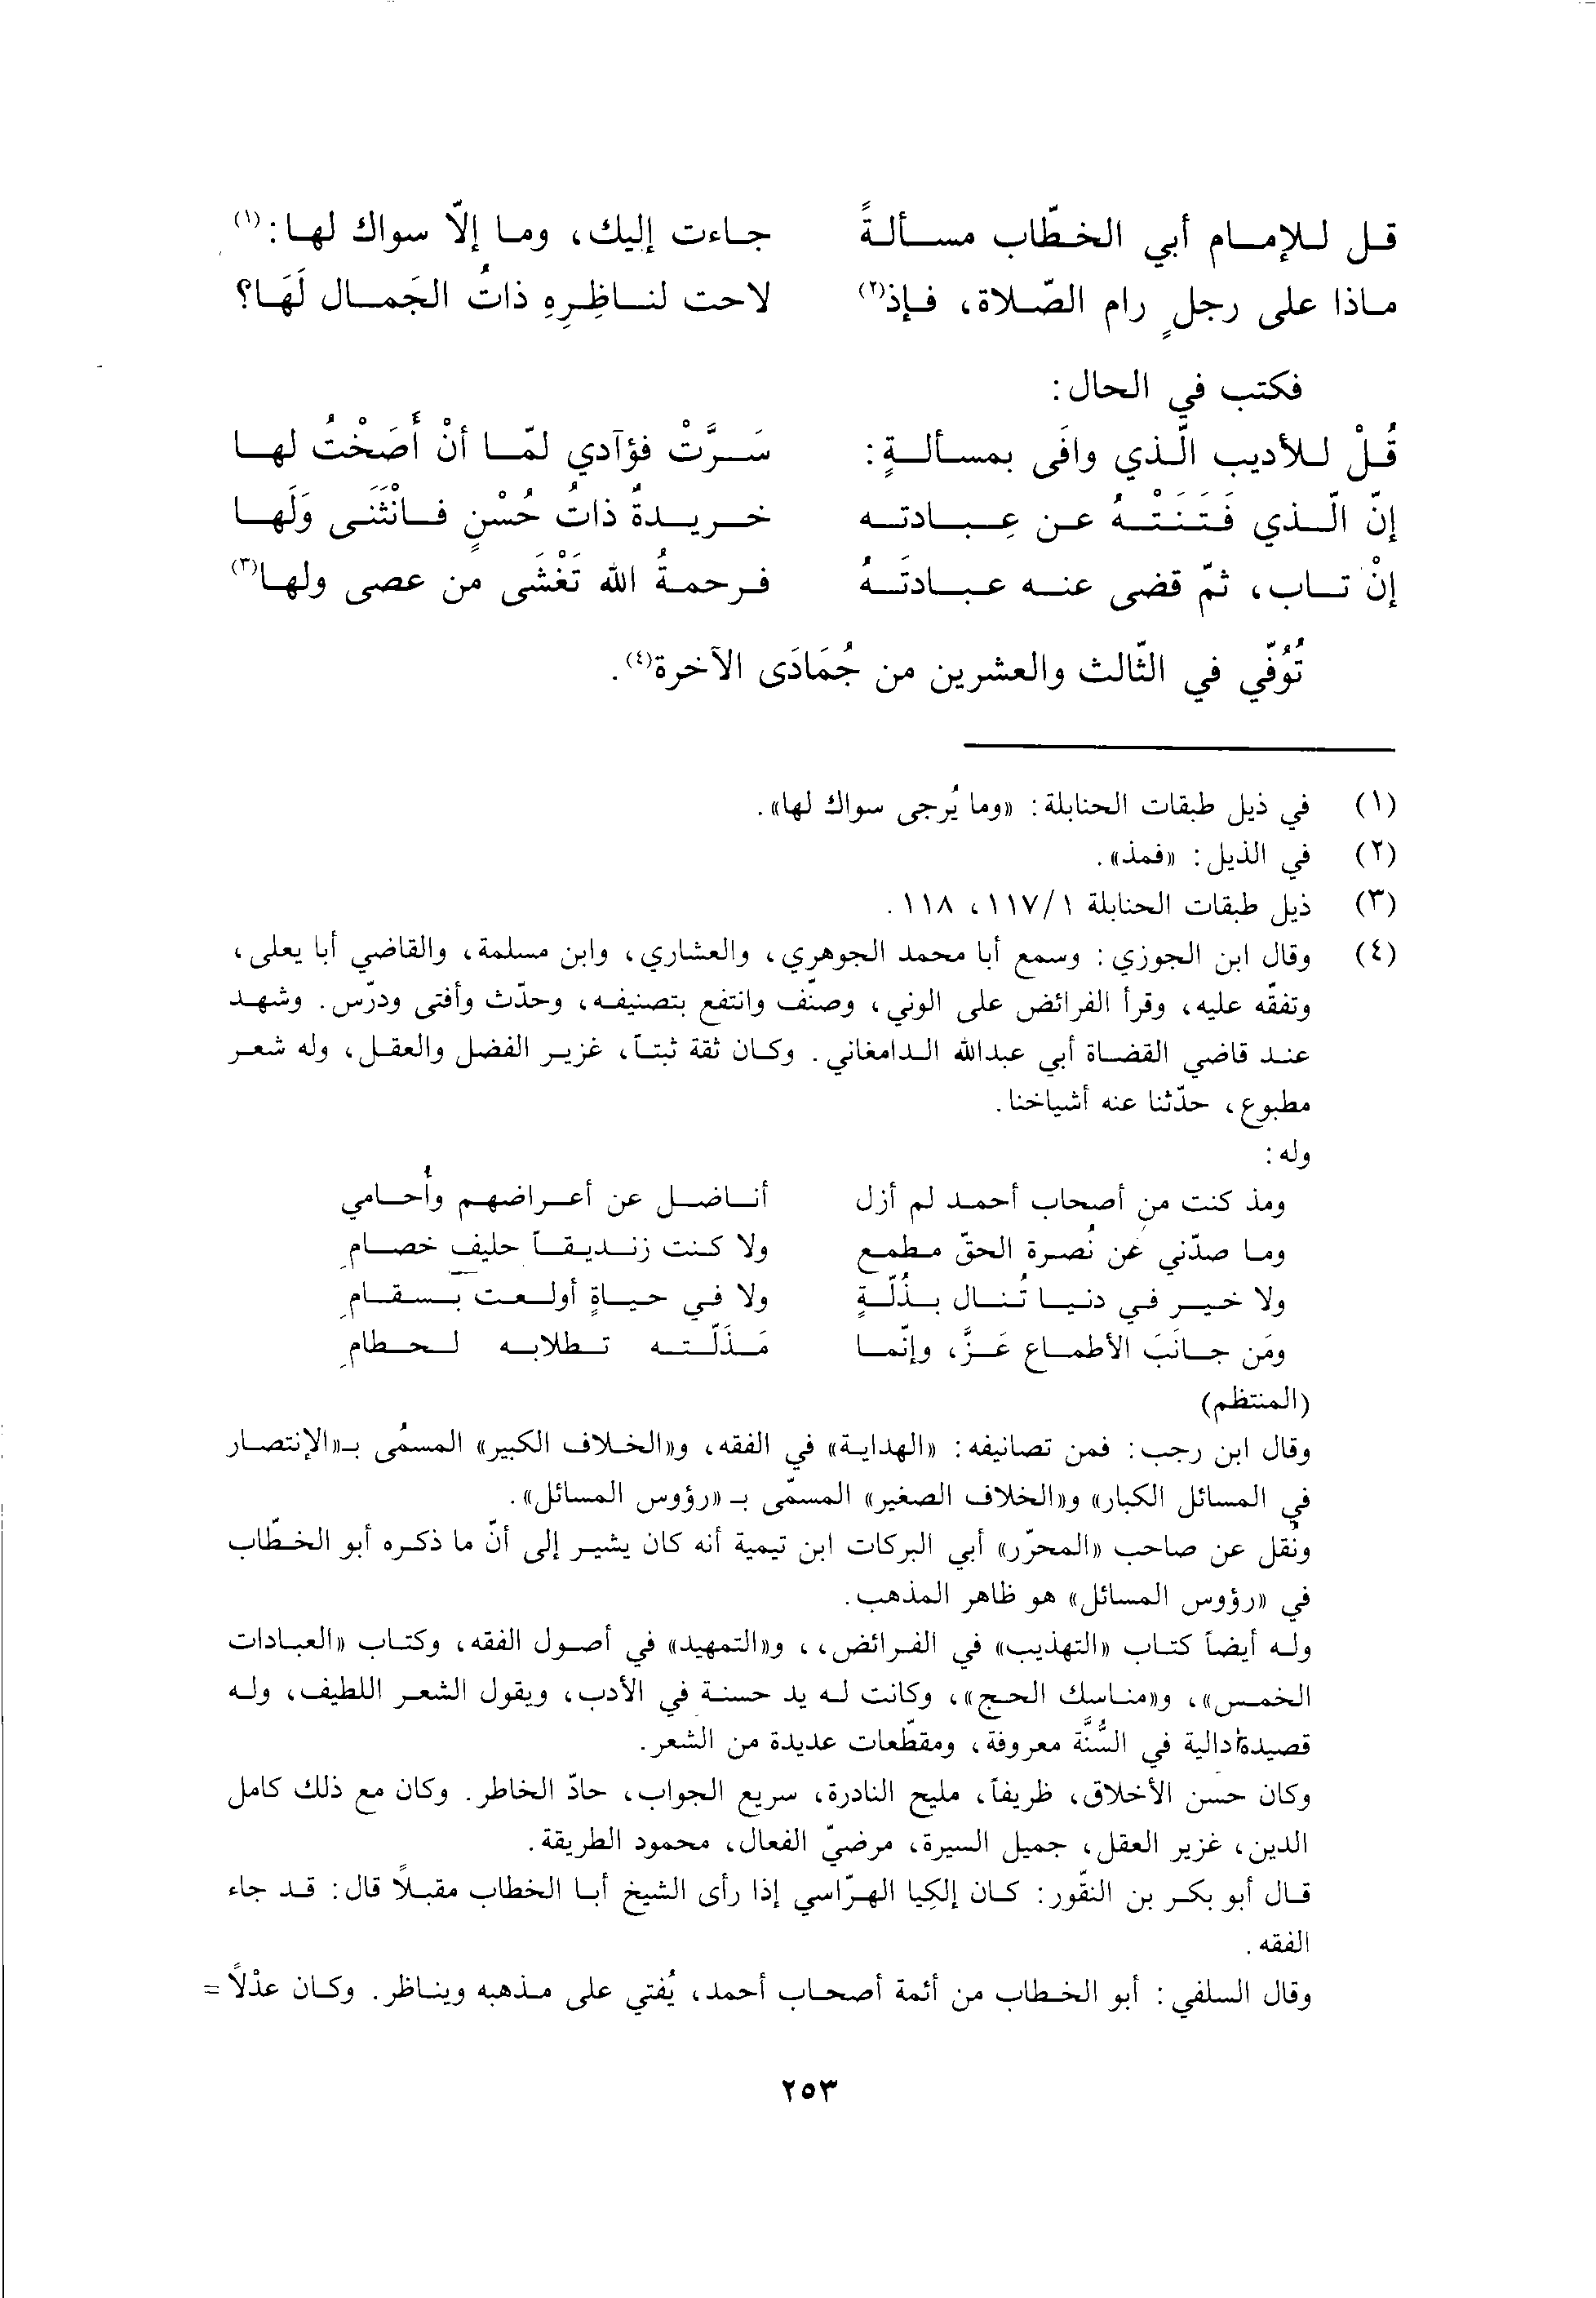 قل للإمام أبي الخطّاب مسألةً جاءت إليك، وما إلّا سواك لها:(١)
ماذا على رجلٍ رام الصّلاة، فإذ(٢) لاحت لناظِرِهِ ذاتُ الجَمال لَهَا؟
فكتب في الحال:
قُلْ للأديب الّذي وافَى بمسألةٍ: سَرَّتْ فؤآدي لمّا أنْ أَصَخْتُ لها
إنّ الّذي فَتَنَتْهُ عن عِبادته خريدةٌ ذاتُ حُسْنٍ فانْثَنَى وَلَها
إنْ تاب، ثمّ قضى عنه عبادتَهُ فرحمةُ الله تَغْشَى من عصى ولها(٣)
تُوُفّي في الثّالث والعشرين من جُمَادَى الآخرة(٤).
(١) في ذيل طبقات الحنابلة: «وما يُرجى سواك لها».
(٢) في الذيل: «فمذ».
(٣) ذيل طبقات الحنابلة ١١٧/١، ١١٨.
(٤) وقال ابن الجوزي: وسمع أبا محمد الجوهري، والعشاري، وابن مسلمة، والقاضي أبا يعلى،
وتفقّه عليه، وقرأ الفرائض على الوني، وصنّف وانتفع بتصنيفه، وحدّث وأفتى ودرّس. وشهد
عند قاضي القضاة أبي عبدالله الدامغاني. وكان ثقة ثبتاً، غزير الفضل والعقل، وله شعر
مطبوع، حدّثنا عنه أشياخنا.
وله:
ومذ كنت من أصحاب أحمد لم أزل أناضل عن أعراضهم وأُحامي
وما صدّني عن نُصرة الحقّ مطمع ولا كنت زنديقاً حليف خصامِ
ولا خير في دنيا تُنال بذُلّةٍ ولا في حياةٍ أولعت بسقامِ
ومَن جانَبَ الأطماع عَزَّ، وإنّما مَذَلّته تطلابه لحطامِ
(المنتظم)
وقال ابن رجب: فمن تصانيفه: «الهداية» في الفقه، و«الخلاف الكبير» المسمُى بـ«الإنتصار
في المسائل الكبار» و«الخلاف الصغير» المسمّى بـ «رؤوس المسائل».
ونُقل عن صاحب «المحرّر» أبي البركات ابن تيمية أنه كان يشير إلى أنّ ما ذكره أبو الخطّاب
في «رؤوس المسائل» هو ظاهر المذهب.
وله أيضاً كتاب «التهذيب» في الفرائض،، و«التمهيد» في أصول الفقه، وكتاب «العبادات
الخمس»، و«مناسك الحج»، وكانت له يد حسنة في الأدب، ويقول الشعر اللطيف، وله
قصيدة دالية في السُّنَّة معروفة، ومقطّعات عديدة من الشعر.
وكان حسن الأخلاق، ظريفاً، مليح النادرة، سريع الجواب، حادّ الخاطر. وكان مع ذلك كامل
الدين، غزير العقل، جميل السيرة، مرضيّ الفعال، محمود الطريقة.
قال أبو بكر بن النقّور: كان إلكِيا الهرّاسي إذا رأى الشيخ أبا الخطاب مقبلاً قال: قد جاء
الفقه.
وقال السلفي: أبو الخطاب من أئمة أصحاب أحمد، يُفتي على مذهبه ويناظر. وكان عدْلاً =
٢٥٣